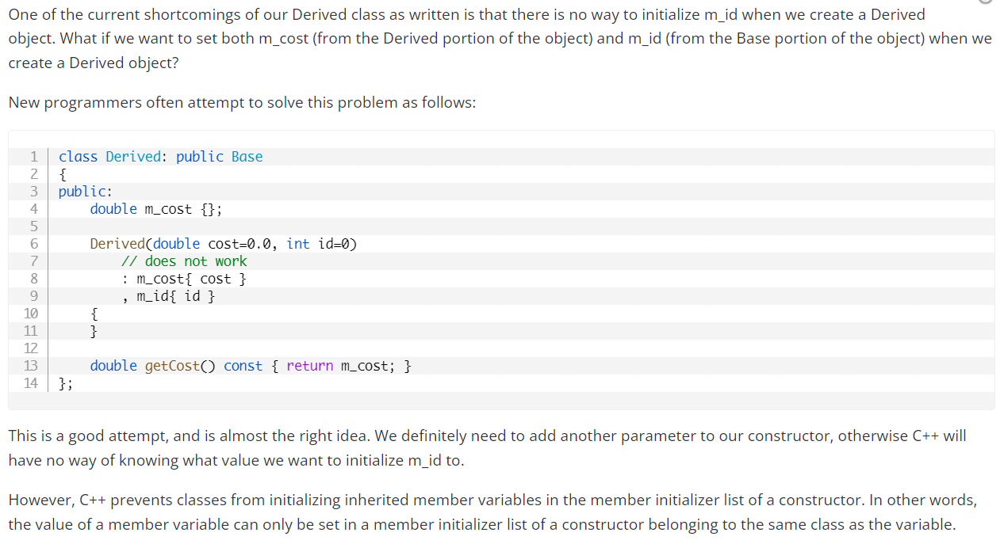 One of the current shortcomings of our Derived class as written is that there is no way to initialize m_id when we create a Derived
object. What if we want to set both m_cost (from the Derived portion of the object) and m_id (from the Base portion of the object) when we
create a Derived object?
New programmers often attempt to solve this problem as follows:
1 class Derived: public Base
2 {
3 public:
4     double m_cost {};
5
6     Derived(double cost=0.0, int id=0)
7         // does not work
8         : m_cost{ cost }
9         , m_id{ id }
10     {
11     }
12
13     double getCost() const { return m_cost; }
14 };
This is a good attempt, and is almost the right idea. We definitely need to add another parameter to our constructor, otherwise C++ will
have no way of knowing what value we want to initialize m_id to.
However, C++ prevents classes from initializing inherited member variables in the member initializer list of a constructor. In other words,
the value of a member variable can only be set in a member initializer list of a constructor belonging to the same class as the variable.